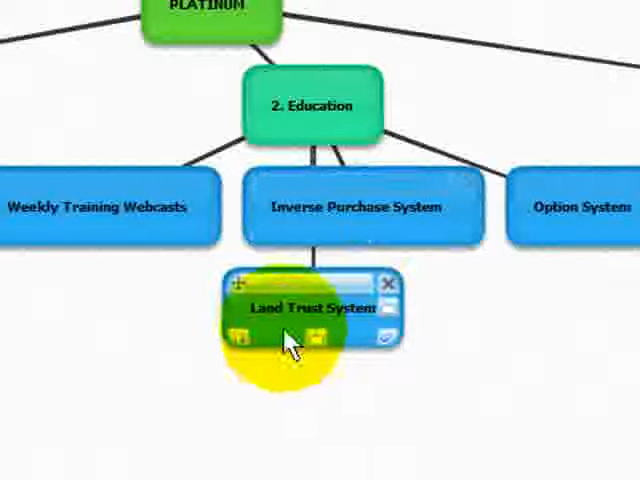 PLATINUM
2. Education
Weekly Training Webcasts
Inverse Purchase System
Option System
Land Trust System